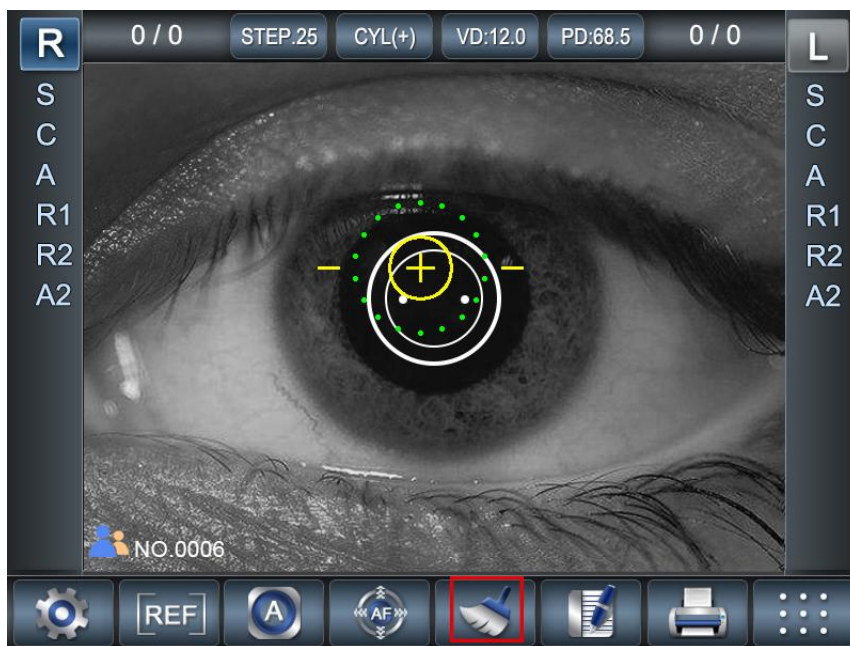 R 0 / 0 STEP.25 CYL(+) VD:12.0 PD:68.5 0 / 0 L
S S
C C
A A
R1 R1
R2 R2
A2 A2
NO.0006
[REF] A AF